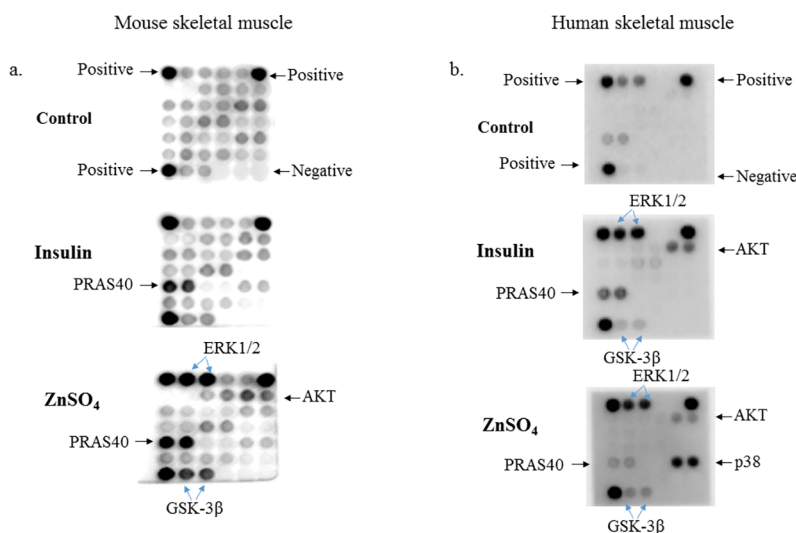 Mouse skeletal muscle
Human skeletal muscle
a.
Positive
Positive
Control
Positive
Negative
Insulin
PRAS40
ERK1/2
ZnSO₄
AKT
PRAS40
GSK-3β
b.
Positive
Positive
Control
Positive
Negative
ERK1/2
Insulin
AKT
PRAS40
GSK-3β
ERK1/2
ZnSO₄
AKT
PRAS40
p38
GSK-3β